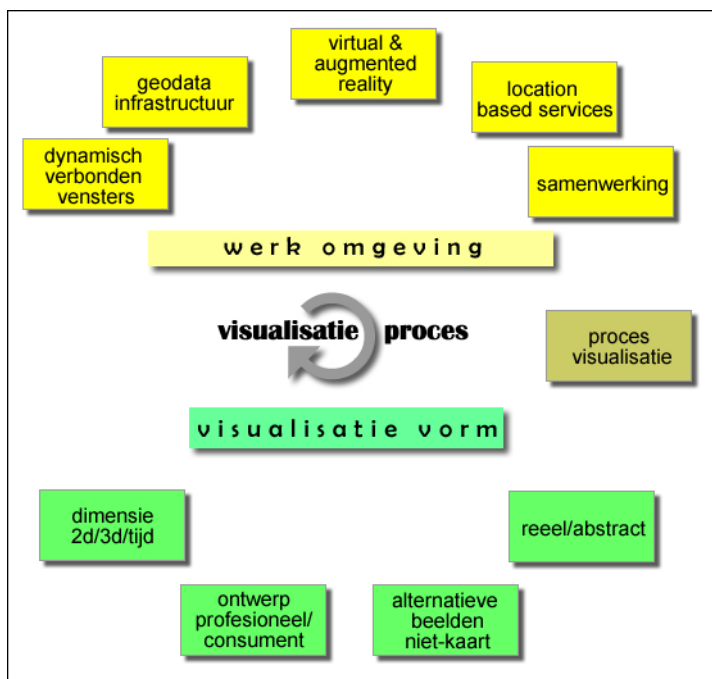 virtual &
augmented
reality
geodata
infrastructuur
location
based services
dynamisch
verbonden
vensters
samenwerking
werk omgeving
visualisatie proces
proces
visualisatie
visualisatie vorm
dimensie
2d/3d/tijd
reeel/abstract
ontwerp
profesioneel/
consument
alternatieve
beelden
niet-kaart